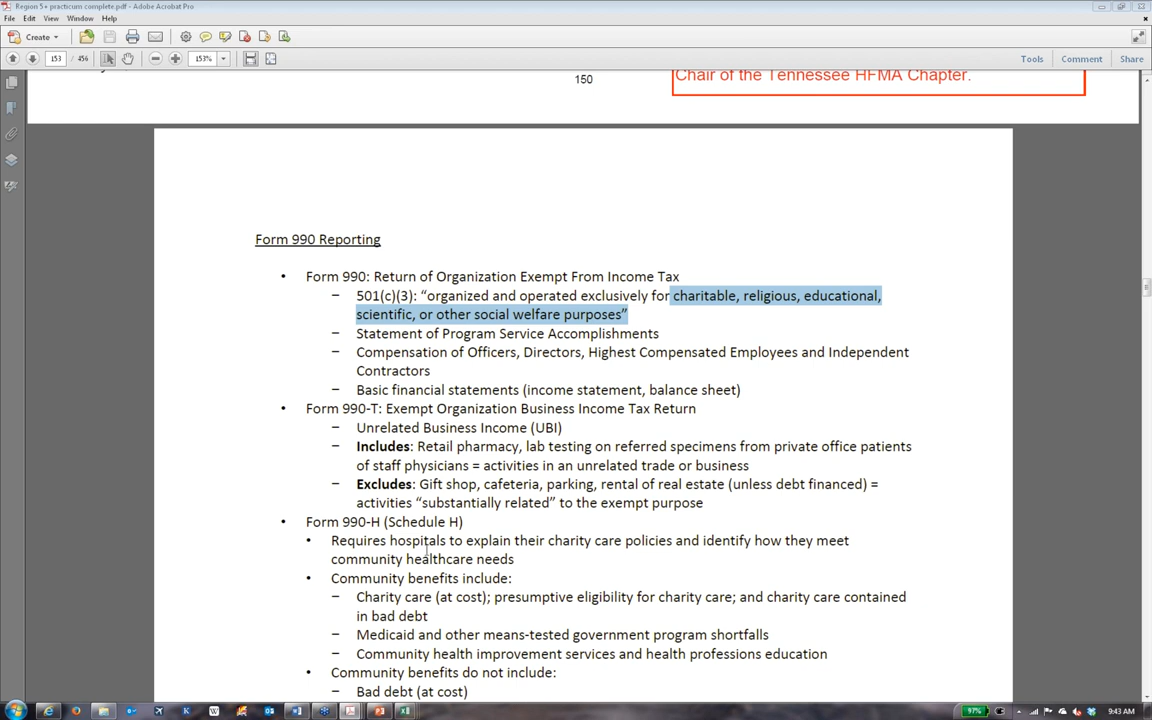 Region 5+ practicum complete.pdf - Adobe Acrobat Pro
File Edit View Window Help
Create
153 / 456 153% Tools Comment Share
150 Chair of the Tennessee HFMA Chapter.
Form 990 Reporting
• Form 990: Return of Organization Exempt From Income Tax
– 501(c)(3): “organized and operated exclusively for charitable, religious, educational,
scientific, or other social welfare purposes”
– Statement of Program Service Accomplishments
– Compensation of Officers, Directors, Highest Compensated Employees and Independent
Contractors
– Basic financial statements (income statement, balance sheet)
• Form 990-T: Exempt Organization Business Income Tax Return
– Unrelated Business Income (UBI)
– Includes: Retail pharmacy, lab testing on referred specimens from private office patients
of staff physicians = activities in an unrelated trade or business
– Excludes: Gift shop, cafeteria, parking, rental of real estate (unless debt financed) =
activities “substantially related” to the exempt purpose
• Form 990-H (Schedule H)
• Requires hospitals to explain their charity care policies and identify how they meet
community healthcare needs
• Community benefits include:
– Charity care (at cost); presumptive eligibility for charity care; and charity care contained
in bad debt
– Medicaid and other means-tested government program shortfalls
– Community health improvement services and health professions education
• Community benefits do not include:
– Bad debt (at cost)
97% 9:43 AM